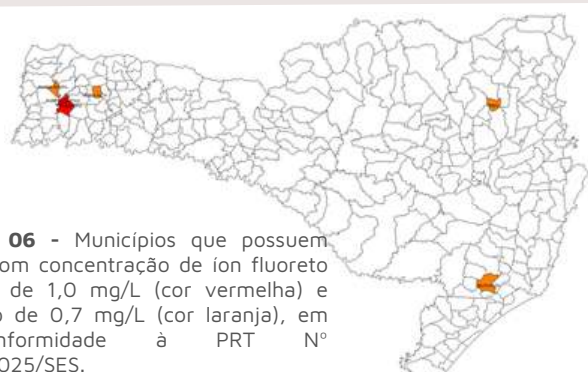 06 - Municípios que possuem
om concentração de íon fluoreto
de 1,0 mg/L (cor vermelha) e
o de 0,7 mg/L (cor laranja), em
nformidade à PRT Nº
025/SES.